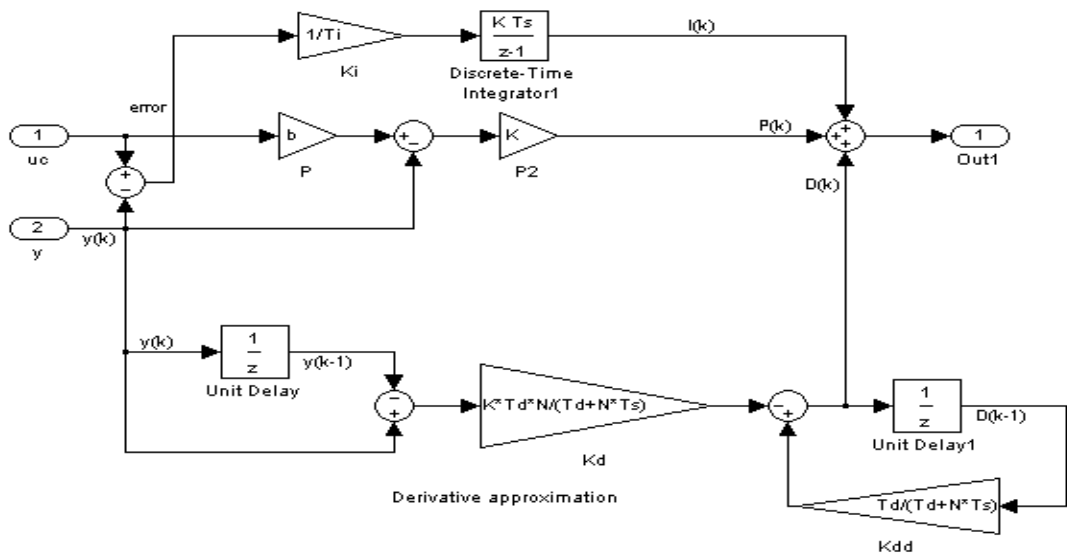 1/Ti
Ki
K Ts
z-1
Discrete-Time
Integrator1
I(k)
error
1
uc
b
P
+
−
K
P2
P(k)
+
+
+
1
Out1
+
−
D(k)
2
y
y(k)
y(k)
1
z
Unit Delay
y(k-1)
−
+
K*Td*N/(Td+N*Ts)
Kd
−
+
1
z
Unit Delay1
D(k-1)
Derivative approximation
Td/(Td+N*Ts)
Kdd